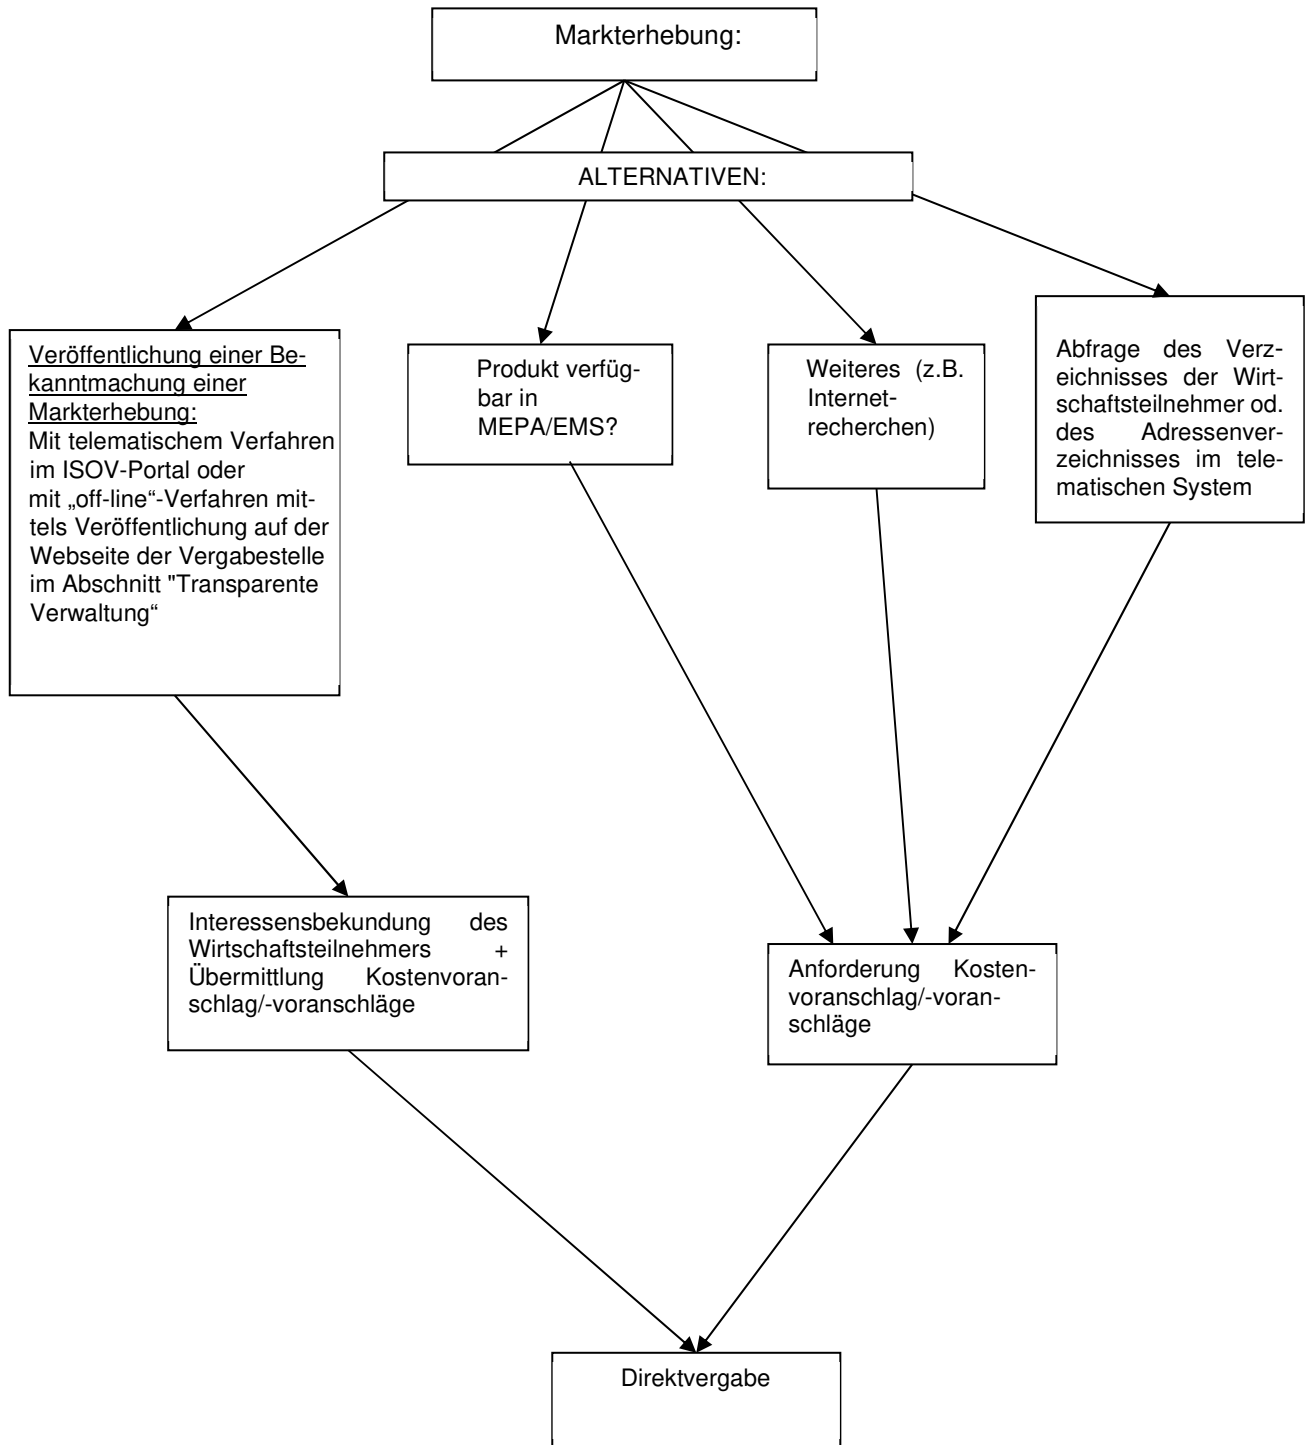 Markterhebung:
ALTERNATIVEN:
Veröffentlichung einer Be-
kanntmachung einer
Markterhebung:
Mit telematischem Verfahren
im ISOV-Portal oder
mit „off-line“-Verfahren mit-
tels Veröffentlichung auf der
Webseite der Vergabestelle
im Abschnitt "Transparente
Verwaltung“
Produkt verfüg-
bar in
MEPA/EMS?
Weiteres (z.B.
Internet-
recherchen)
Abfrage des Verz-
eichnisses der Wirt-
schaftsteilnehmer od.
des Adressenver-
zeichnisses im tele-
matischen System
Interessensbekundung des
Wirtschaftsteilnehmers +
Übermittlung Kostenvoran-
schlag/-voranschläge
Anforderung Kosten-
voranschlag/-voran-
schläge
Direktvergabe